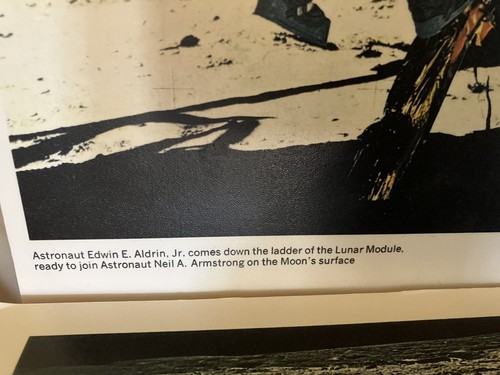 Astronaut Edwin E. Aldrin, Jr. comes down the ladder of the Lunar Module,
ready to join Astronaut Neil A. Armstrong on the Moon's surface